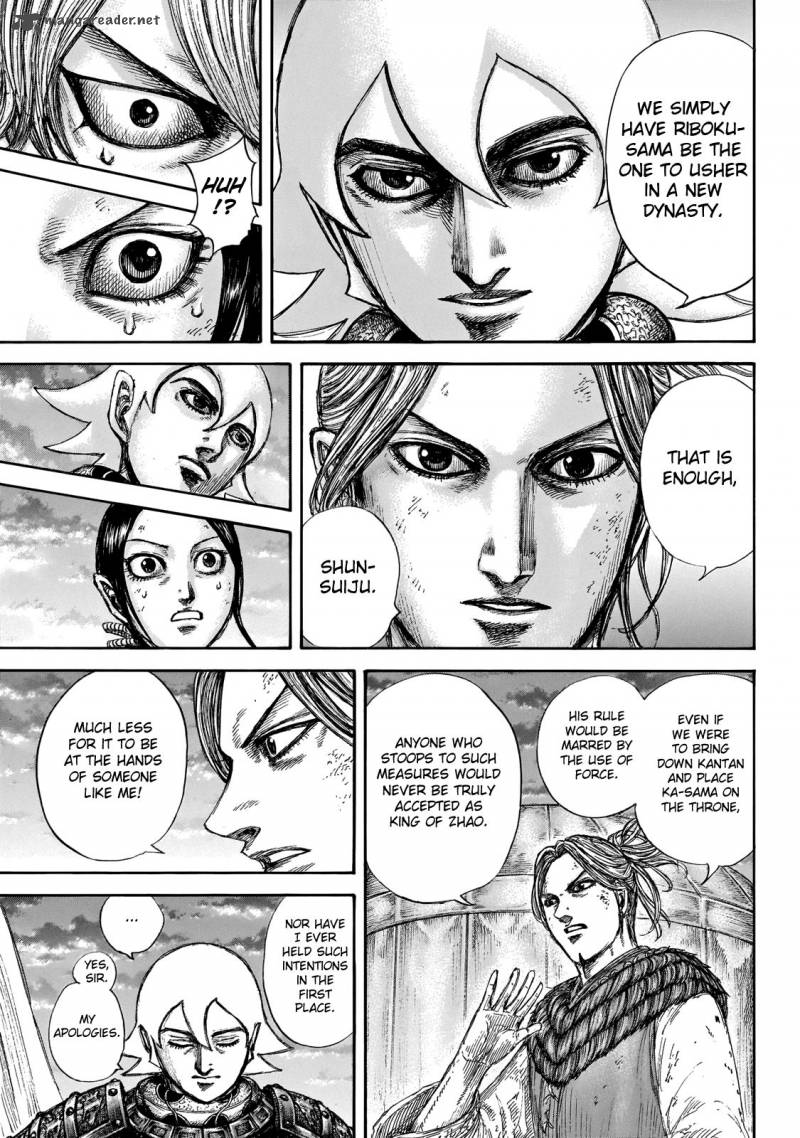 mangareader.net
WE SIMPLY
HAVE RIBOKU-
SAMA BE THE
ONE TO USHER
IN A NEW
DYNASTY.
HUH
!?
THAT IS
ENOUGH,
SHUN-
SUIJU.
EVEN IF
WE WERE
TO BRING
DOWN KANTAN
AND PLACE
KA-SAMA ON
THE THRONE,
HIS RULE
WOULD BE
MARRED BY
THE USE OF
FORCE.
ANYONE WHO
STOOPS TO SUCH
MEASURES WOULD
NEVER BE TRULY
ACCEPTED AS
KING OF ZHAO.
MUCH LESS
FOR IT TO BE
AT THE HANDS
OF SOMEONE
LIKE ME!
NOR HAVE
I EVER
HELD SUCH
INTENTIONS
IN THE
FIRST
PLACE.
...
YES,
SIR.
MY
APOLOGIES.